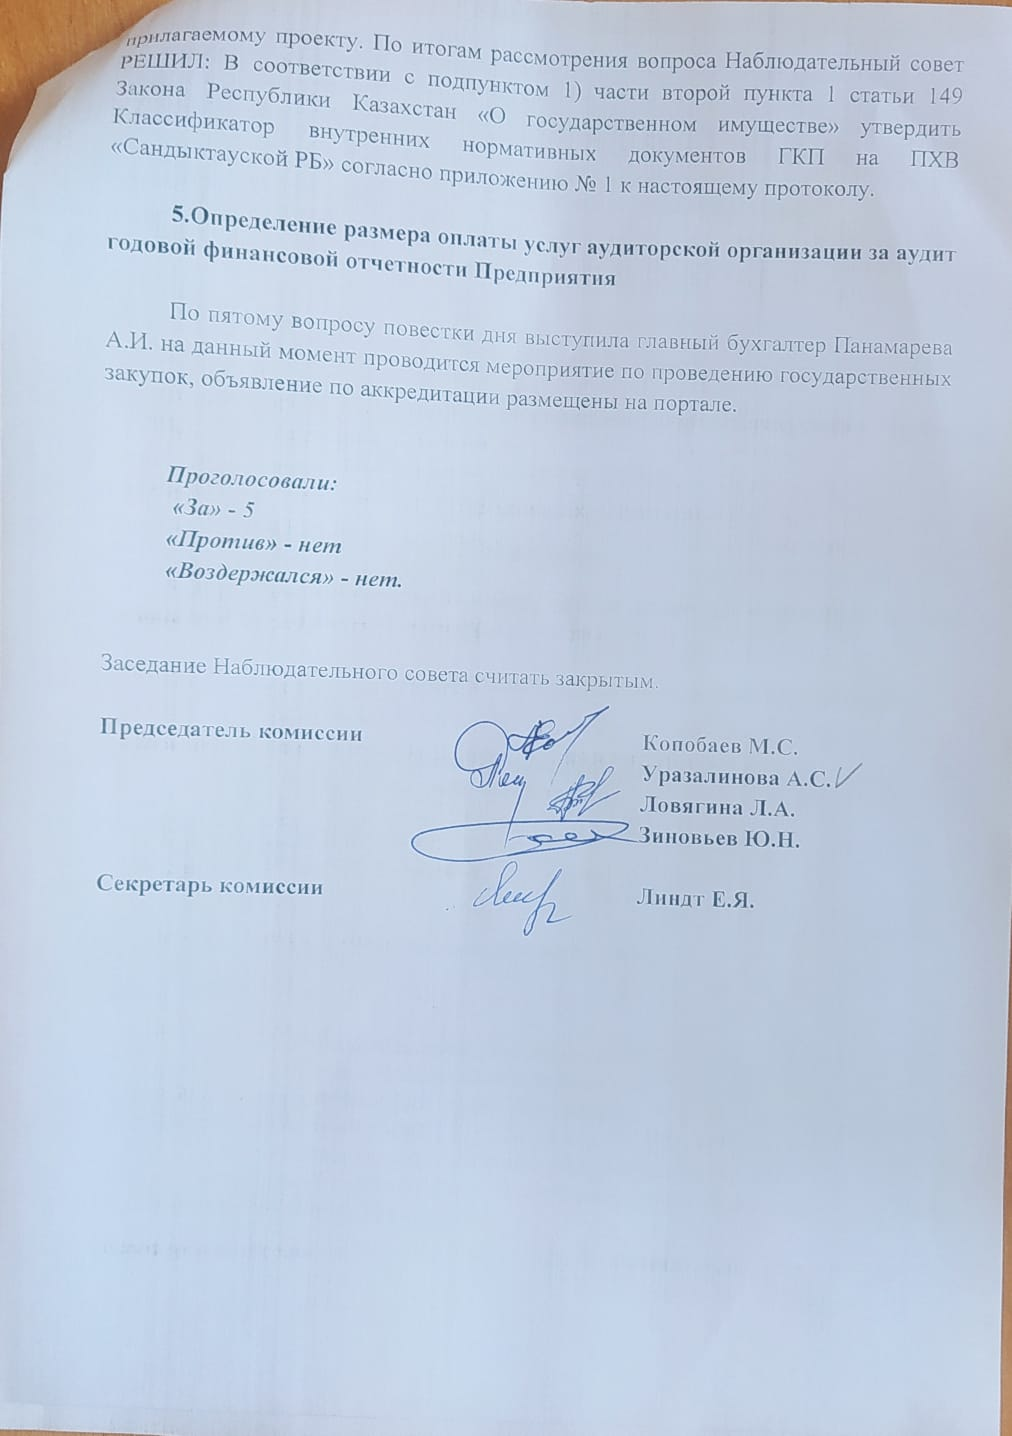 прилагаемому проекту. По итогам рассмотрения вопроса Наблюдательный совет
РЕШИЛ: В соответствии с подпунктом 1) части второй пункта 1 статьи 149
Закона Республики Казахстан «О государственном имуществе» утвердить
Классификатор внутренних нормативных документов ГКП на ПХВ
«Сандыктауской РБ» согласно приложению № 1 к настоящему протоколу.
5.Определение размера оплаты услуг аудиторской организации за аудит
годовой финансовой отчетности Предприятия
По пятому вопросу повестки дня выступила главный бухгалтер Панамарева
А.И. на данный момент проводится мероприятие по проведению государственных
закупок, объявление по аккредитации размещены на портале.
Проголосовали:
«За» - 5
«Против» - нет
«Воздержался» - нет.
Заседание Наблюдательного совета считать закрытым.
Председатель комиссии Копобаев М.С.
Уразалинова А.С.
Ловягина Л.А.
Зиновьев Ю.Н.
Секретарь комиссии Линдт Е.Я.